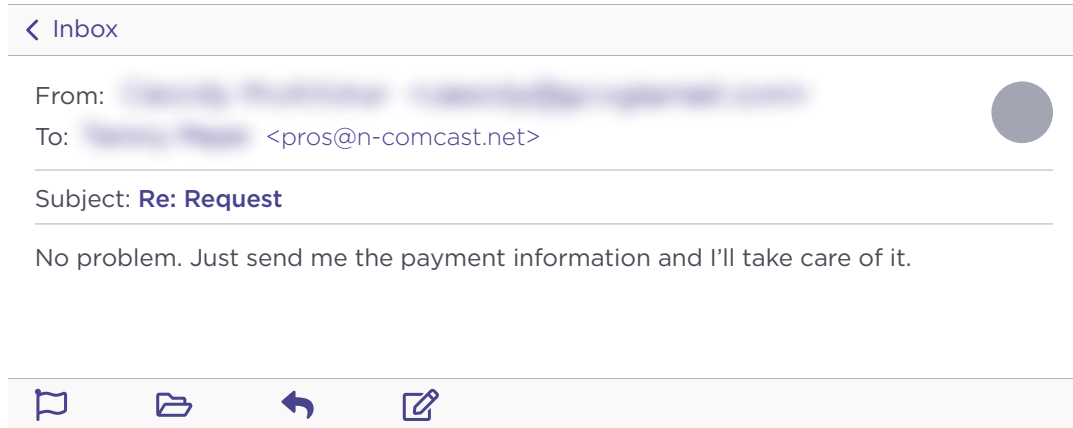 Inbox
From:
To: <pros@n-comcast.net>
Subject: Re: Request
No problem. Just send me the payment information and I’ll take care of it.